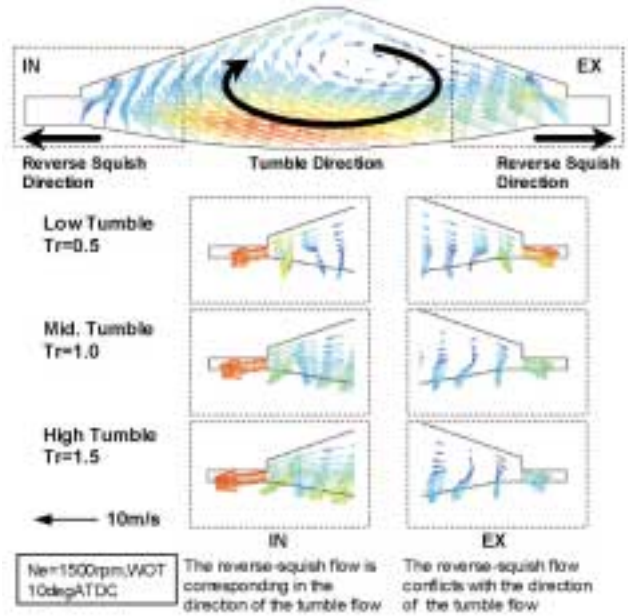 IN
EX
Reverse Squish
Direction
Tumble Direction
Reverse Squish
Direction
Low Tumble
Tr=0.5
Mid. Tumble
Tr=1.0
High Tumble
Tr=1.5
10m/s
IN
EX
Ne=1500rpm,WOT
10degATDC
The reverse-squish flow is
corresponding in the
direction of the tumble flow
The reverse-squish flow
conflicts with the direction
of the tumble flow